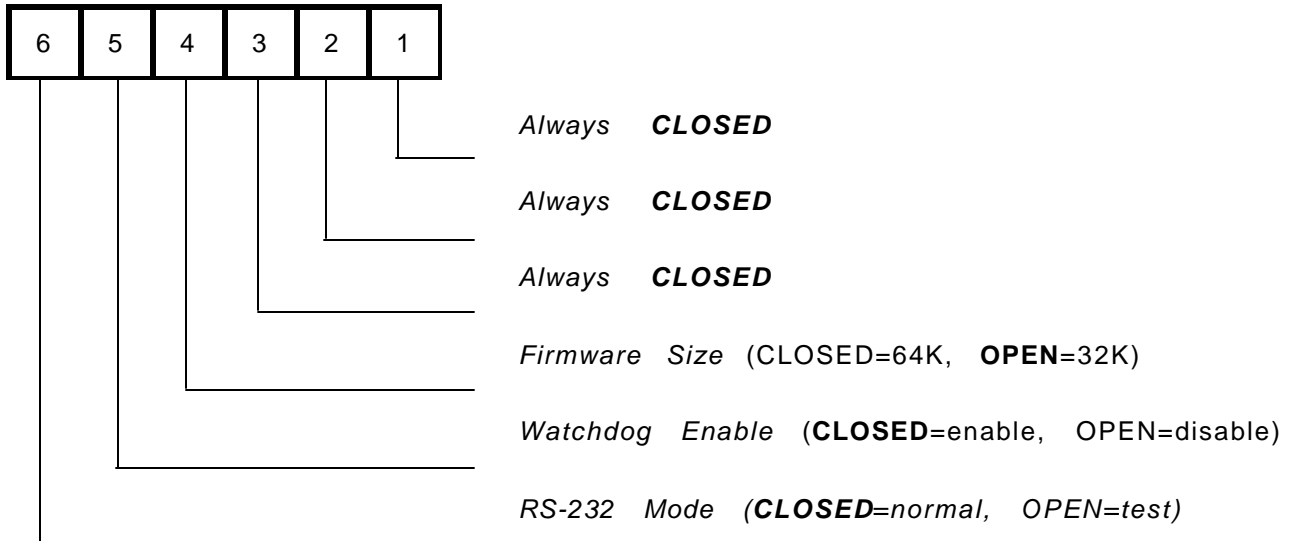 6 5 4 3 2 1
Always CLOSED
Always CLOSED
Always CLOSED
Firmware Size (CLOSED=64K, OPEN=32K)
Watchdog Enable (CLOSED=enable, OPEN=disable)
RS-232 Mode (CLOSED=normal, OPEN=test)